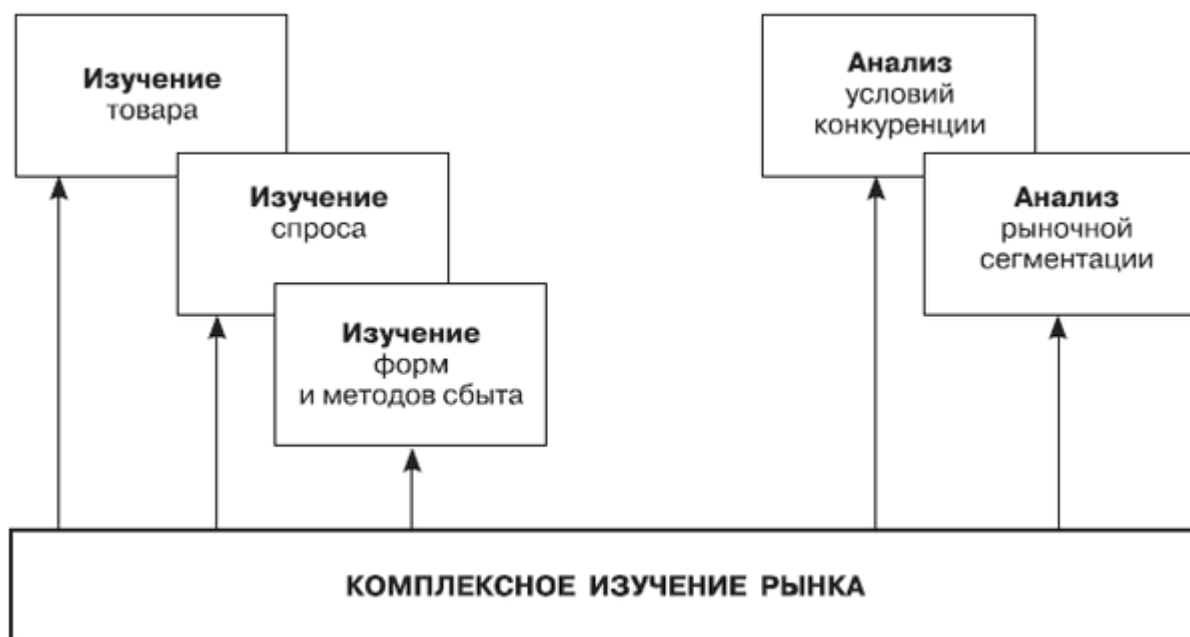 Изучение
товара
Изучение
спроса
Изучение
форм
и методов сбыта
Анализ
условий
конкуренции
Анализ
рыночной
сегментации
КОМПЛЕКСНОЕ ИЗУЧЕНИЕ РЫНКА